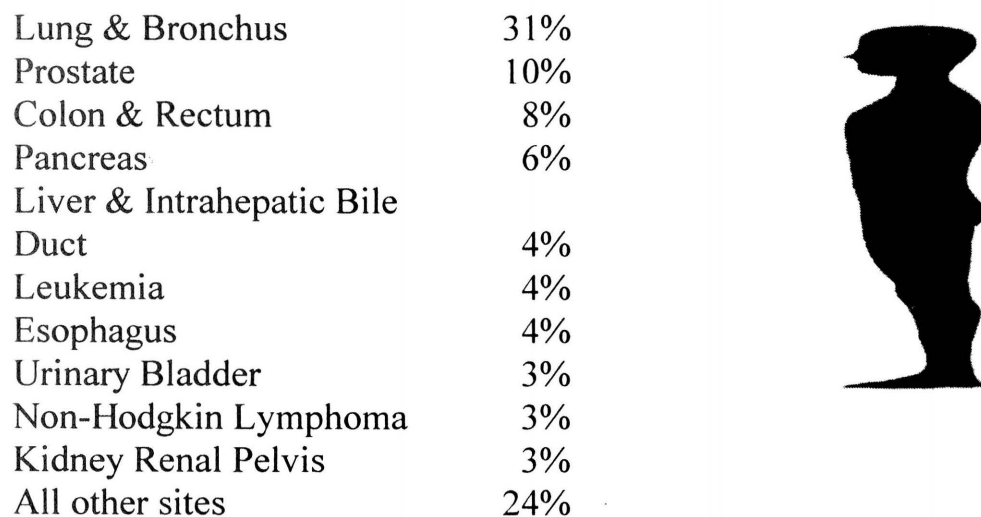 Lung & Bronchus 31%
Prostate 10%
Colon & Rectum 8%
Pancreas 6%
Liver & Intrahepatic Bile
Duct 4%
Leukemia 4%
Esophagus 4%
Urinary Bladder 3%
Non-Hodgkin Lymphoma 3%
Kidney Renal Pelvis 3%
All other sites 24%